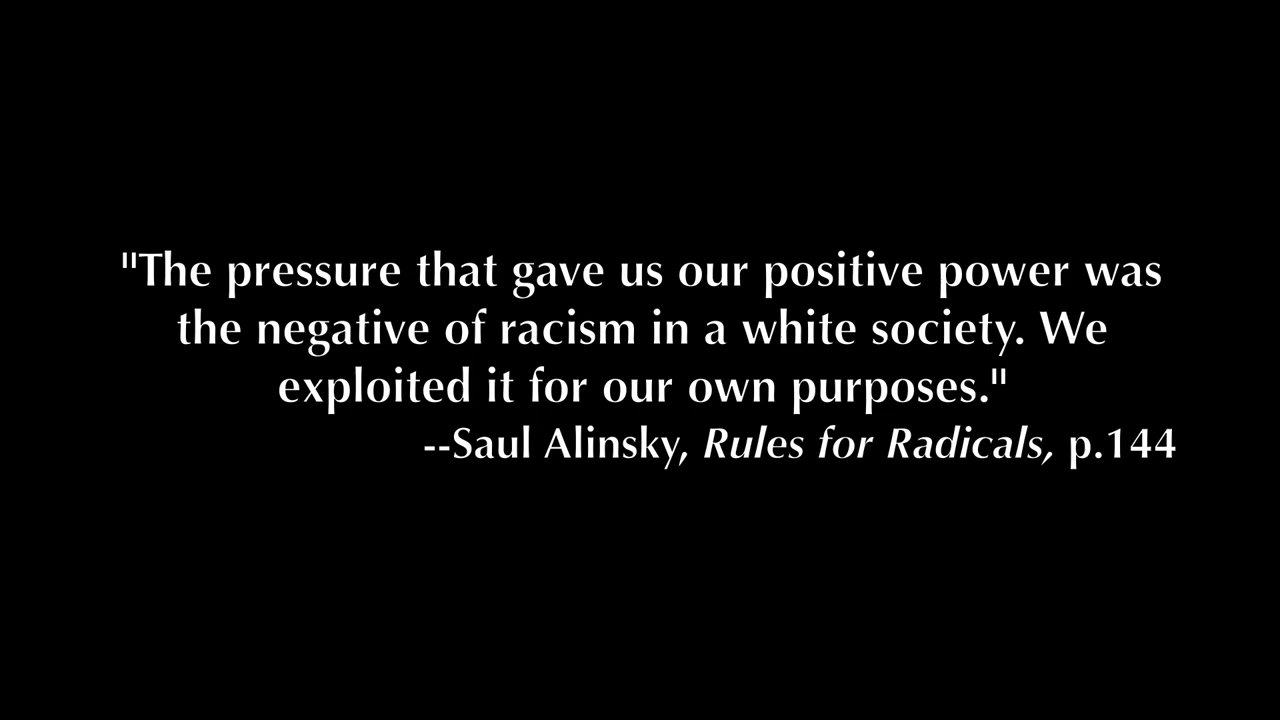 "The pressure that gave us our positive power was
the negative of racism in a white society. We
exploited it for our own purposes."
--Saul Alinsky, Rules for Radicals, p.144